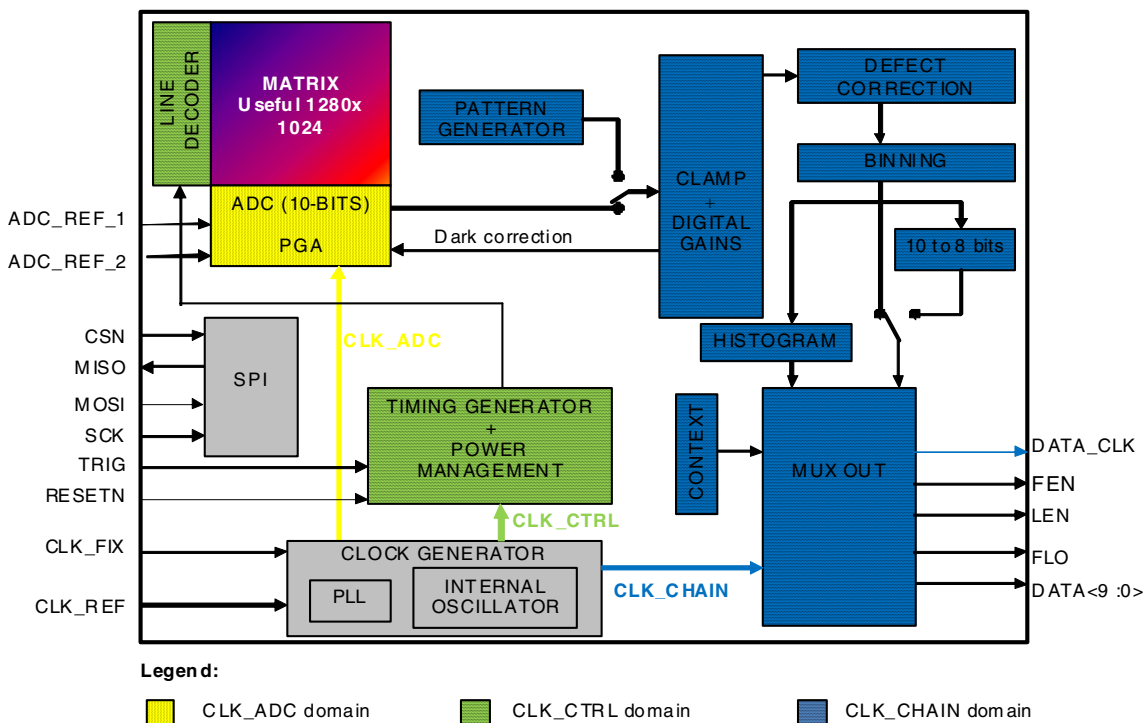 LINE
DECODER
MATRIX
Useful 1280x
1024
PATTERN
GENERATOR
DEFECT
CORRECTION
BINNING
CLAMP
+
DIGITAL
GAINS
ADC (10-BITS)
PGA
Dark correction
10 to 8 bits
ADC_REF_1
ADC_REF_2
CSN
MISO
MOSI
SCK
TRIG
RESETN
CLK_FIX
CLK_REF
SPI
CLK_ADC
HISTOGRAM
TIMING GENERATOR
+
POWER
MANAGEMENT
CONTEXT
MUX OUT
DATA_CLK
FEN
LEN
FLO
DATA<9 :0>
CLK_CTRL
CLOCK GENERATOR
PLL
INTERNAL
OSCILLATOR
CLK_CHAIN
Legend:
CLK_ADC domain
CLK_CTRL domain
CLK_CHAIN domain